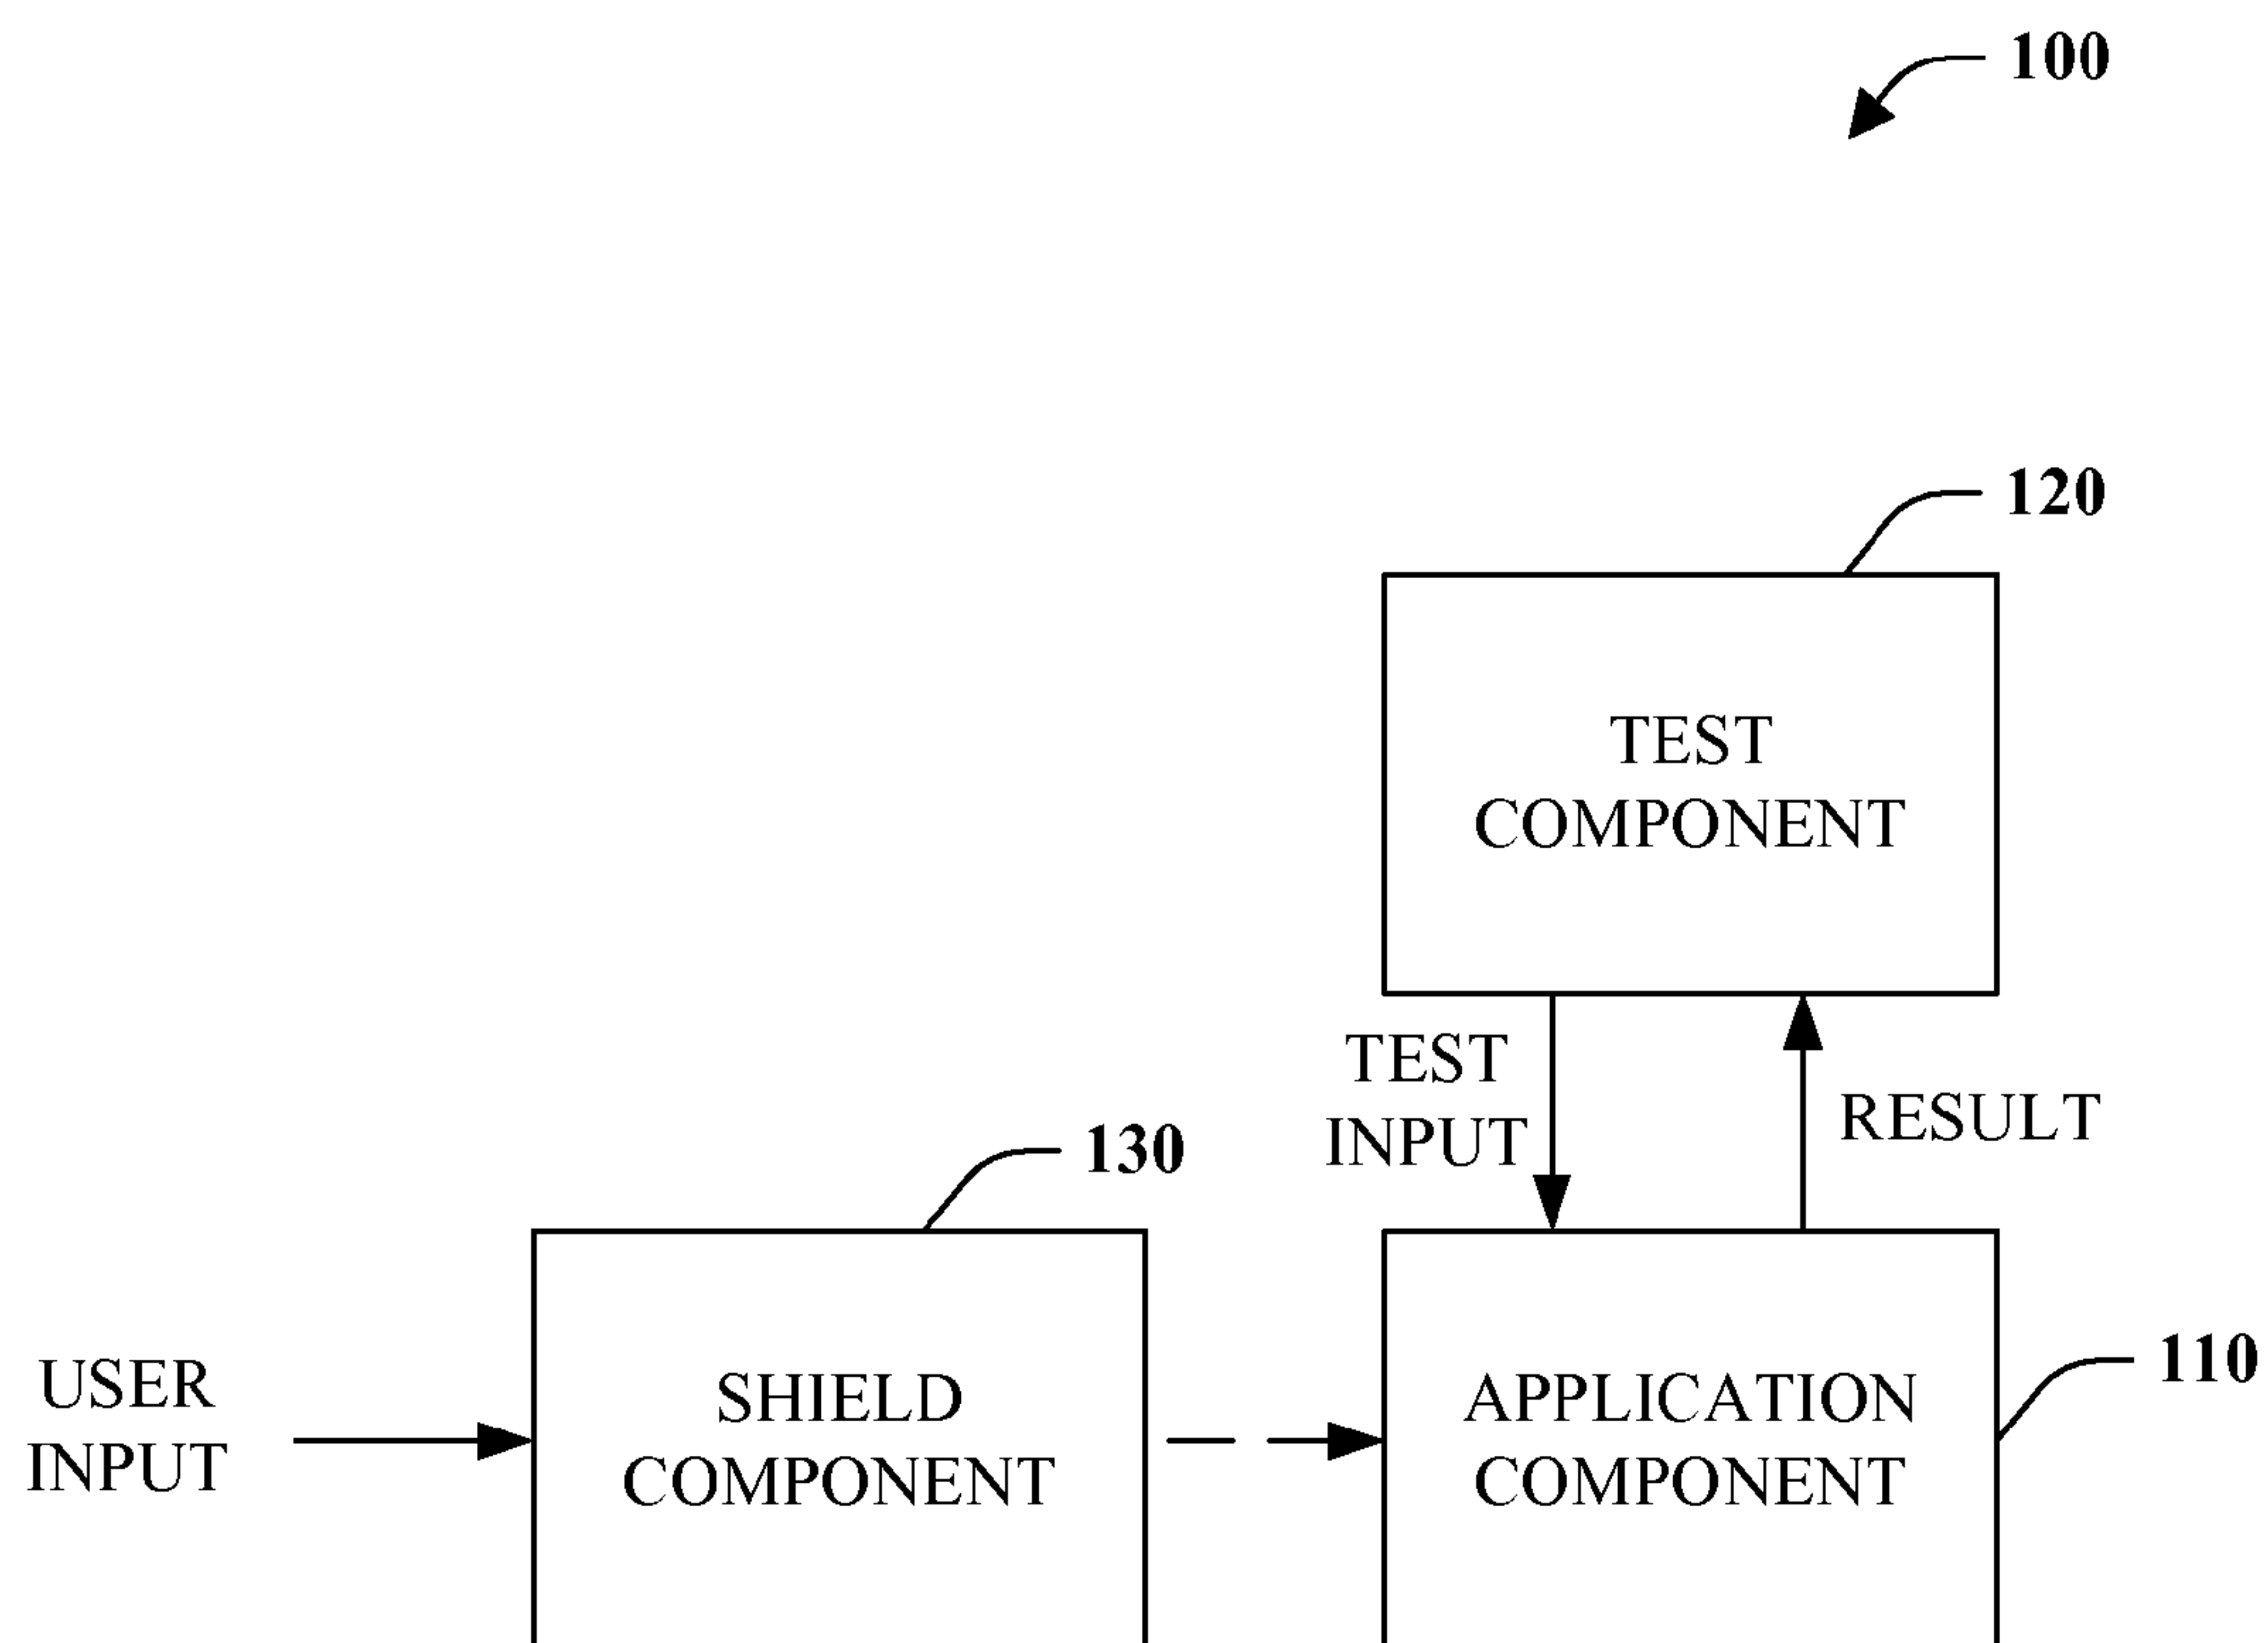 100
120
TEST
COMPONENT
TEST
INPUT
RESULT
130
110
USER
INPUT
SHIELD
COMPONENT
APPLICATION
COMPONENT